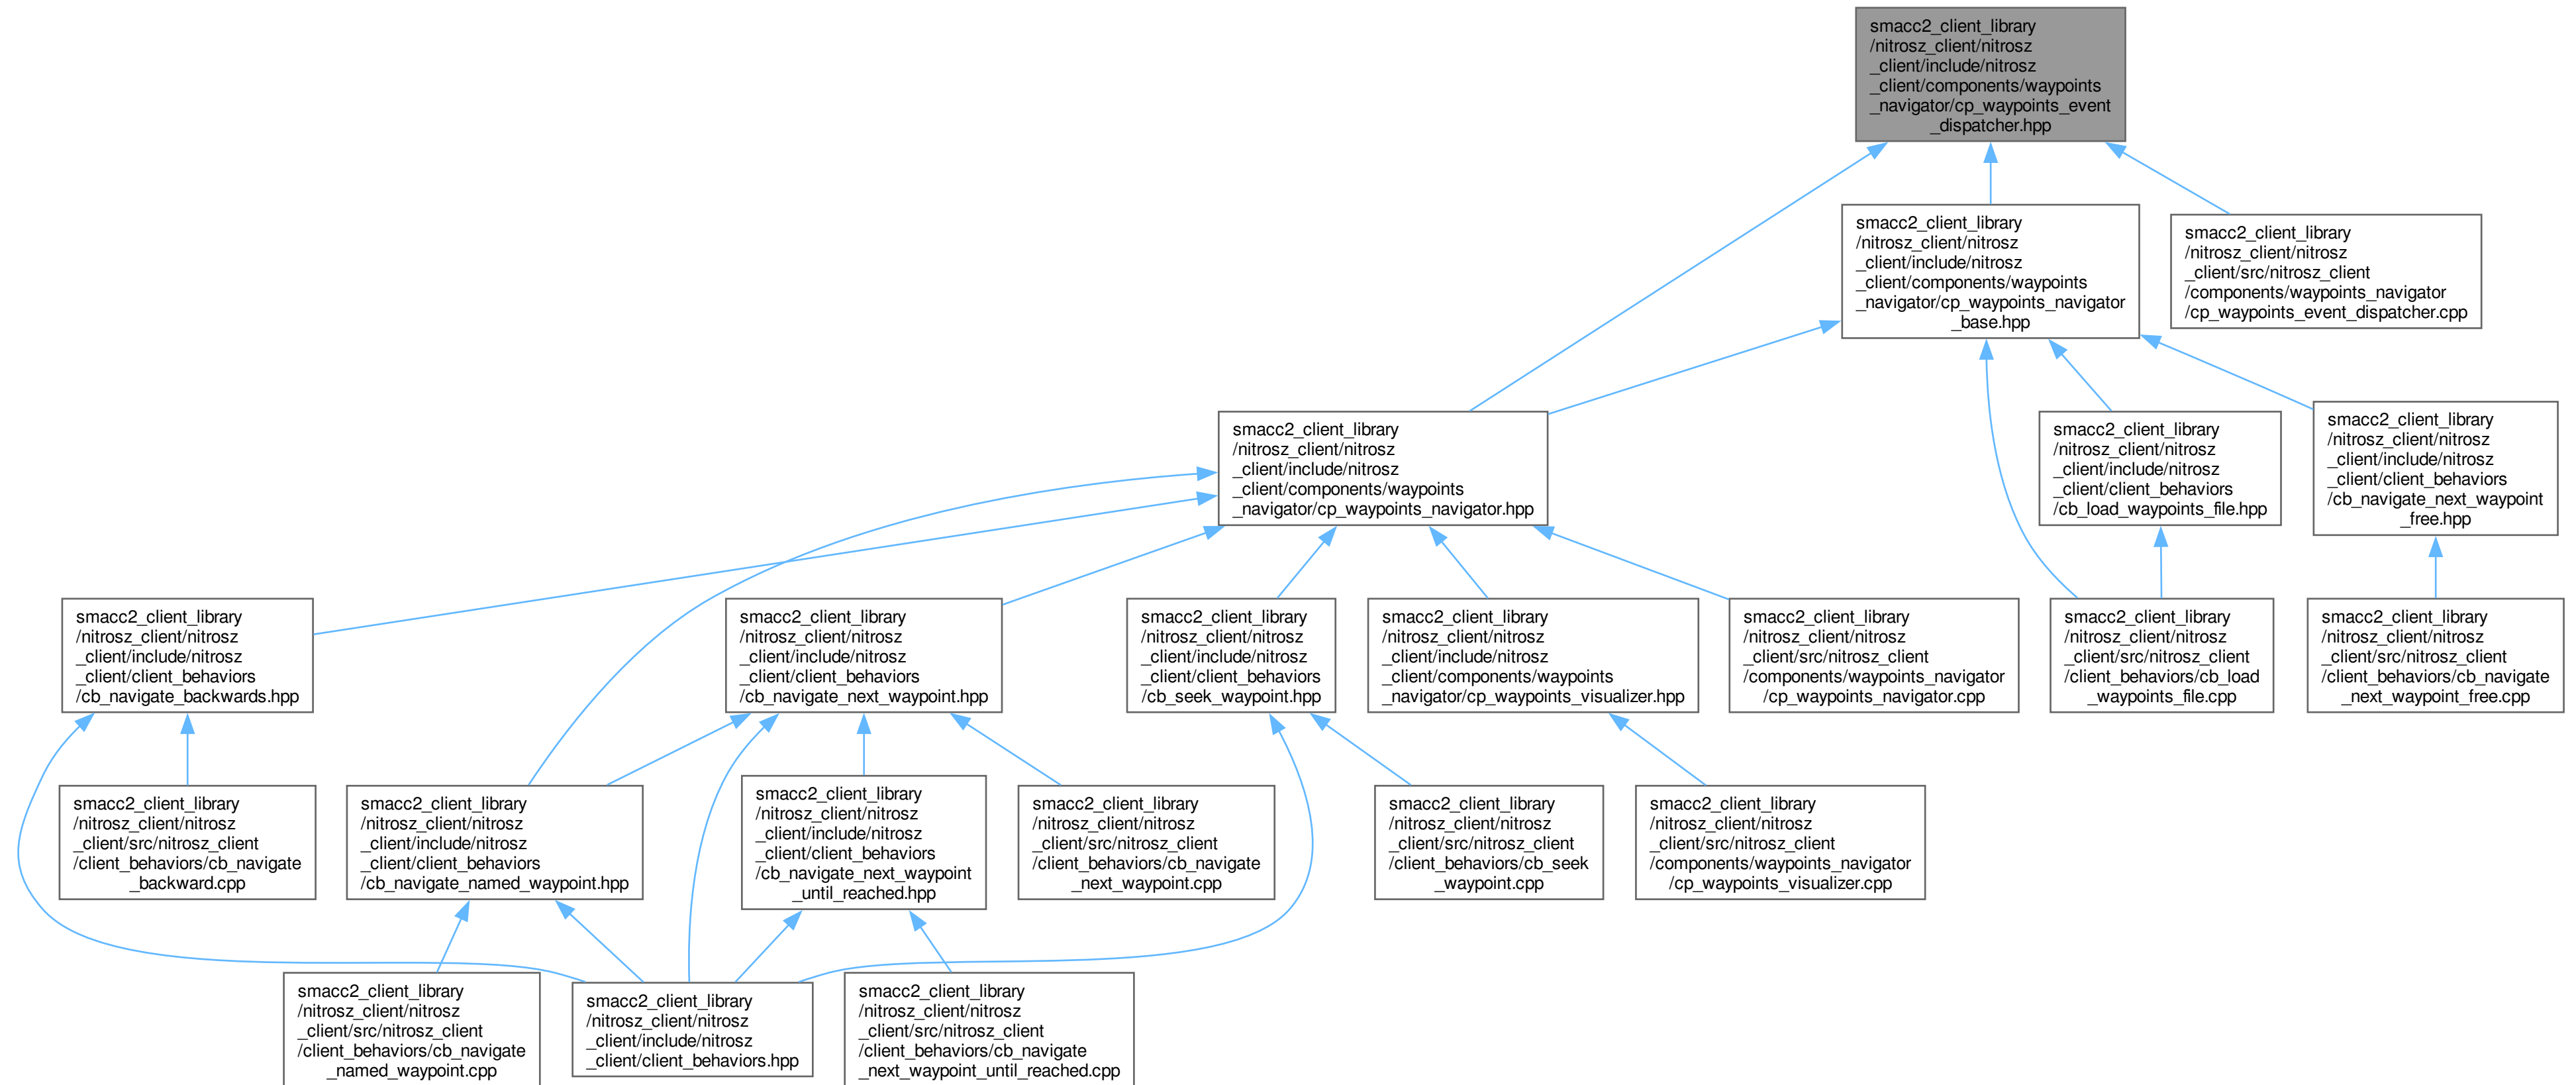 smacc2_client_library
/nitrosz_client/nitrosz
_client/include/nitrosz
_client/components/waypoints
_navigator/cp_waypoints_event
_dispatcher.hpp
smacc2_client_library
/nitrosz_client/nitrosz
_client/include/nitrosz
_client/components/waypoints
_navigator/cp_waypoints_navigator
_base.hpp
smacc2_client_library
/nitrosz_client/nitrosz
_client/src/nitrosz_client
/components/waypoints_navigator
/cp_waypoints_event_dispatcher.cpp
smacc2_client_library
/nitrosz_client/nitrosz
_client/include/nitrosz
_client/components/waypoints
_navigator/cp_waypoints_navigator.hpp
smacc2_client_library
/nitrosz_client/nitrosz
_client/include/nitrosz
_client/client_behaviors
/cb_load_waypoints_file.hpp
smacc2_client_library
/nitrosz_client/nitrosz
_client/include/nitrosz
_client/client_behaviors
/cb_navigate_next_waypoint
_free.hpp
smacc2_client_library
/nitrosz_client/nitrosz
_client/include/nitrosz
_client/client_behaviors
/cb_navigate_backwards.hpp
smacc2_client_library
/nitrosz_client/nitrosz
_client/include/nitrosz
_client/client_behaviors
/cb_navigate_next_waypoint.hpp
smacc2_client_library
/nitrosz_client/nitrosz
_client/include/nitrosz
_client/client_behaviors
/cb_seek_waypoint.hpp
smacc2_client_library
/nitrosz_client/nitrosz
_client/include/nitrosz
_client/components/waypoints
_navigator/cp_waypoints_visualizer.hpp
smacc2_client_library
/nitrosz_client/nitrosz
_client/src/nitrosz_client
/components/waypoints_navigator
/cp_waypoints_navigator.cpp
smacc2_client_library
/nitrosz_client/nitrosz
_client/src/nitrosz_client
/client_behaviors/cb_load
_waypoints_file.cpp
smacc2_client_library
/nitrosz_client/nitrosz
_client/src/nitrosz_client
/client_behaviors/cb_navigate
_next_waypoint_free.cpp
smacc2_client_library
/nitrosz_client/nitrosz
_client/src/nitrosz_client
/client_behaviors/cb_navigate
_backward.cpp
smacc2_client_library
/nitrosz_client/nitrosz
_client/include/nitrosz
_client/client_behaviors
/cb_navigate_named_waypoint.hpp
smacc2_client_library
/nitrosz_client/nitrosz
_client/include/nitrosz
_client/client_behaviors
/cb_navigate_next_waypoint
_until_reached.hpp
smacc2_client_library
/nitrosz_client/nitrosz
_client/src/nitrosz_client
/client_behaviors/cb_navigate
_next_waypoint.cpp
smacc2_client_library
/nitrosz_client/nitrosz
_client/src/nitrosz_client
/client_behaviors/cb_seek
_waypoint.cpp
smacc2_client_library
/nitrosz_client/nitrosz
_client/src/nitrosz_client
/components/waypoints_navigator
/cp_waypoints_visualizer.cpp
smacc2_client_library
/nitrosz_client/nitrosz
_client/src/nitrosz_client
/client_behaviors/cb_navigate
_named_waypoint.cpp
smacc2_client_library
/nitrosz_client/nitrosz
_client/include/nitrosz
_client/client_behaviors.hpp
smacc2_client_library
/nitrosz_client/nitrosz
_client/src/nitrosz_client
/client_behaviors/cb_navigate
_next_waypoint_until_reached.cpp